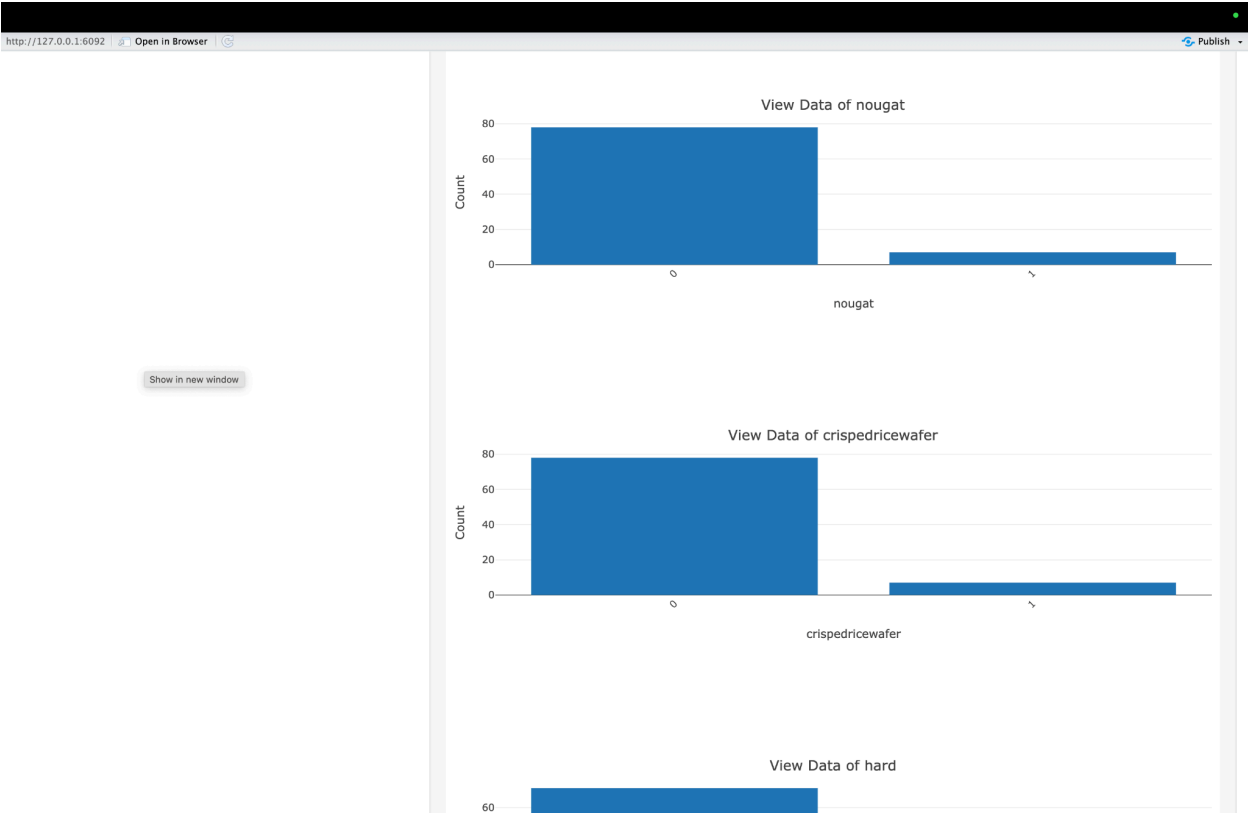 http://127.0.0.1:6092 Open in Browser Publish
View Data of nougat
80
60
40
20
0
Count
0 1
nougat
Show in new window
View Data of crispedricewafer
80
60
40
20
0
Count
0 1
crispedricewafer
View Data of hard
60